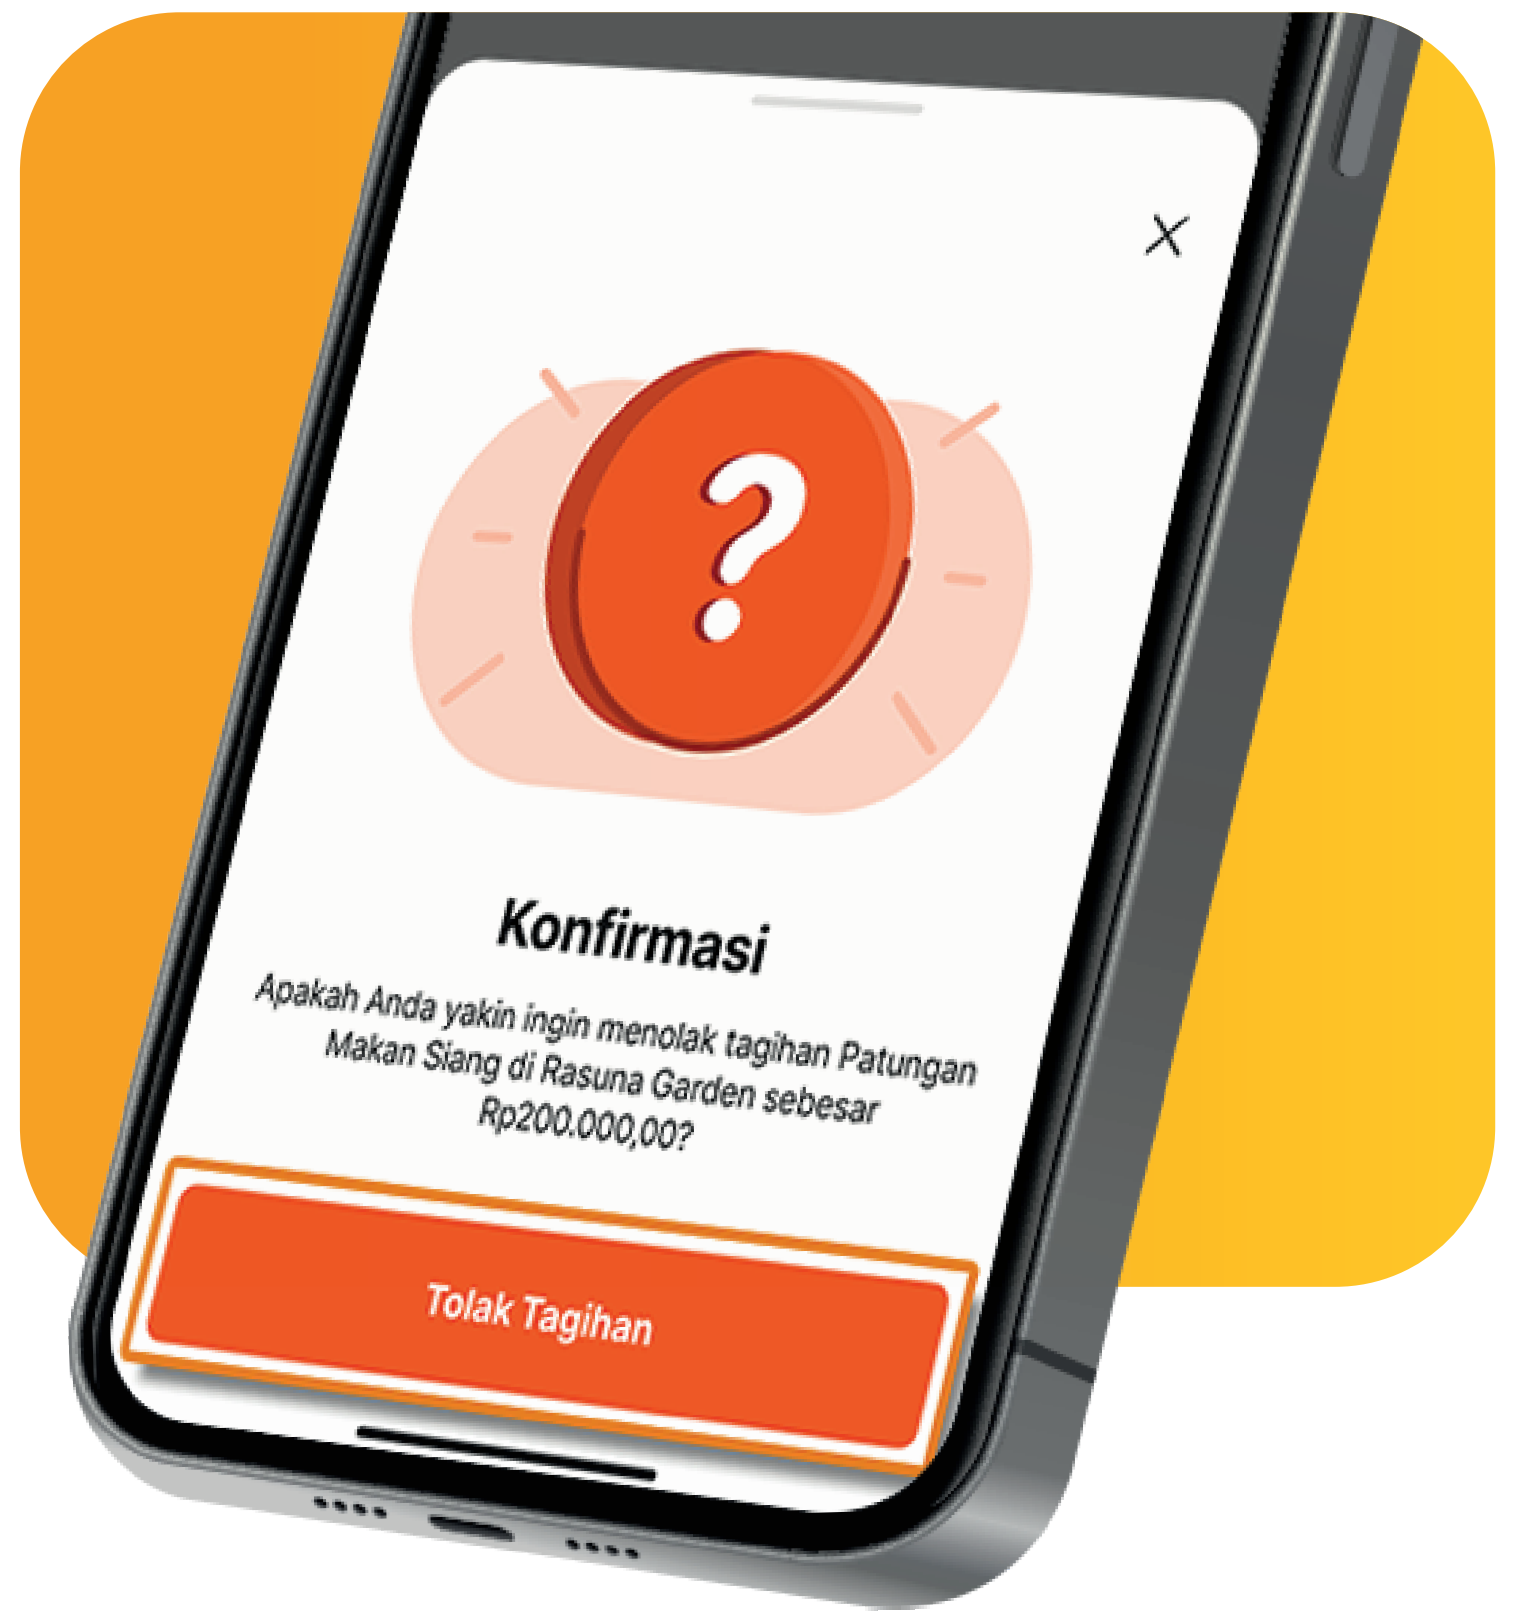 ?
Konfirmasi
Apakah Anda yakin ingin menolak tagihan Patungan
Makan Siang di Rasuna Garden sebesar
Rp200.000,00?
Tolak Tagihan